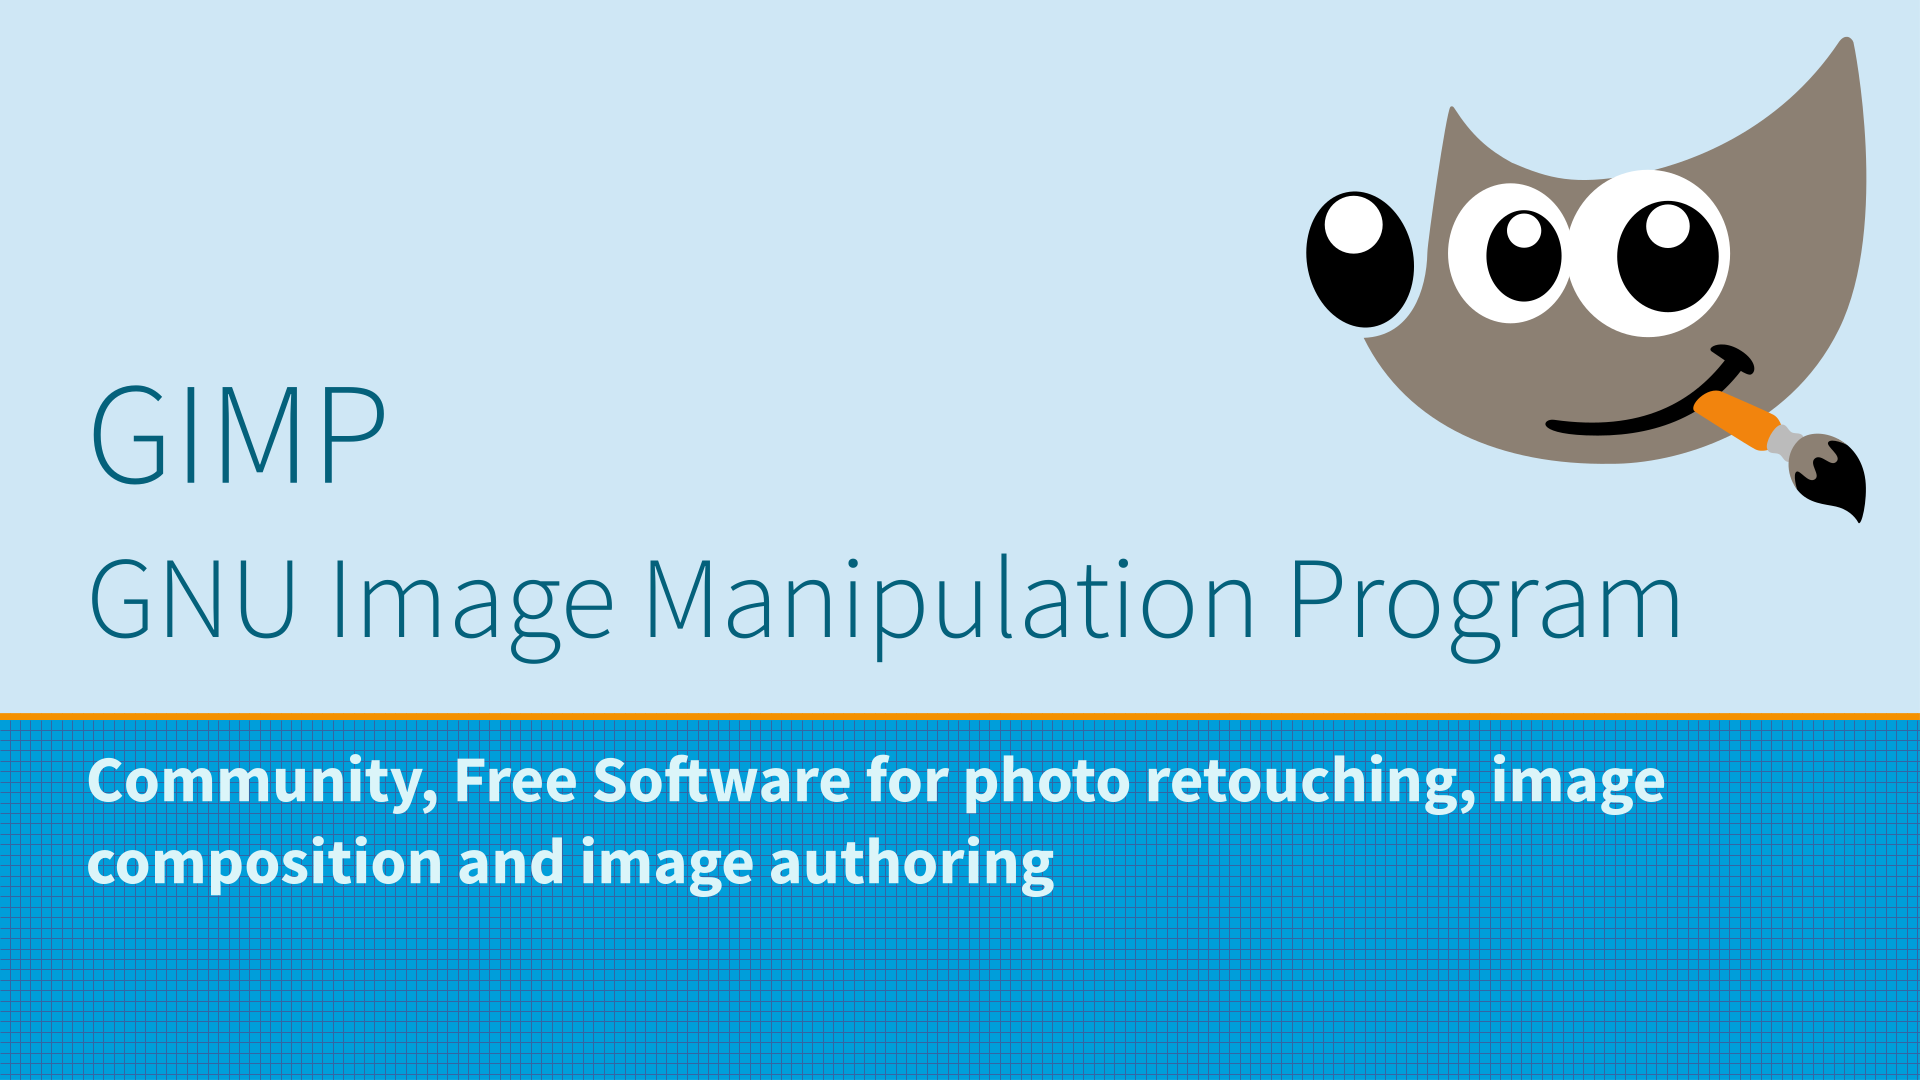 GIMP
GNU Image Manipulation Program
Community, Free Software for photo retouching, image
composition and image authoring